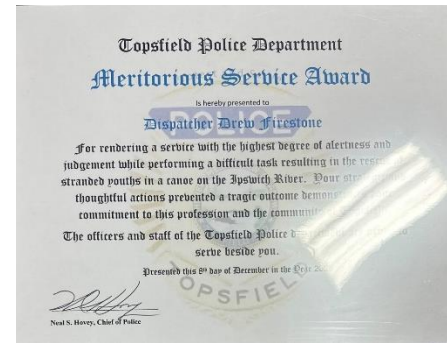 Topsfield Police Department
Meritorious Service Award
Is hereby presented to
Dispatcher Drew Firestone
For rendering a service with the highest degree of alertness and
judgement while performing a difficult task resulting in the
stranded youths in a canoe on the Ipswich River. Your
thoughtful actions prevented a tragic outcome
commitment to this profession and the
The officers and staff of the Topsfield Police
serve beside you.
Presented this 8th day of December in the Year
POLICE
TOPSFIEL
Neal S. Hovey, Chief of Police